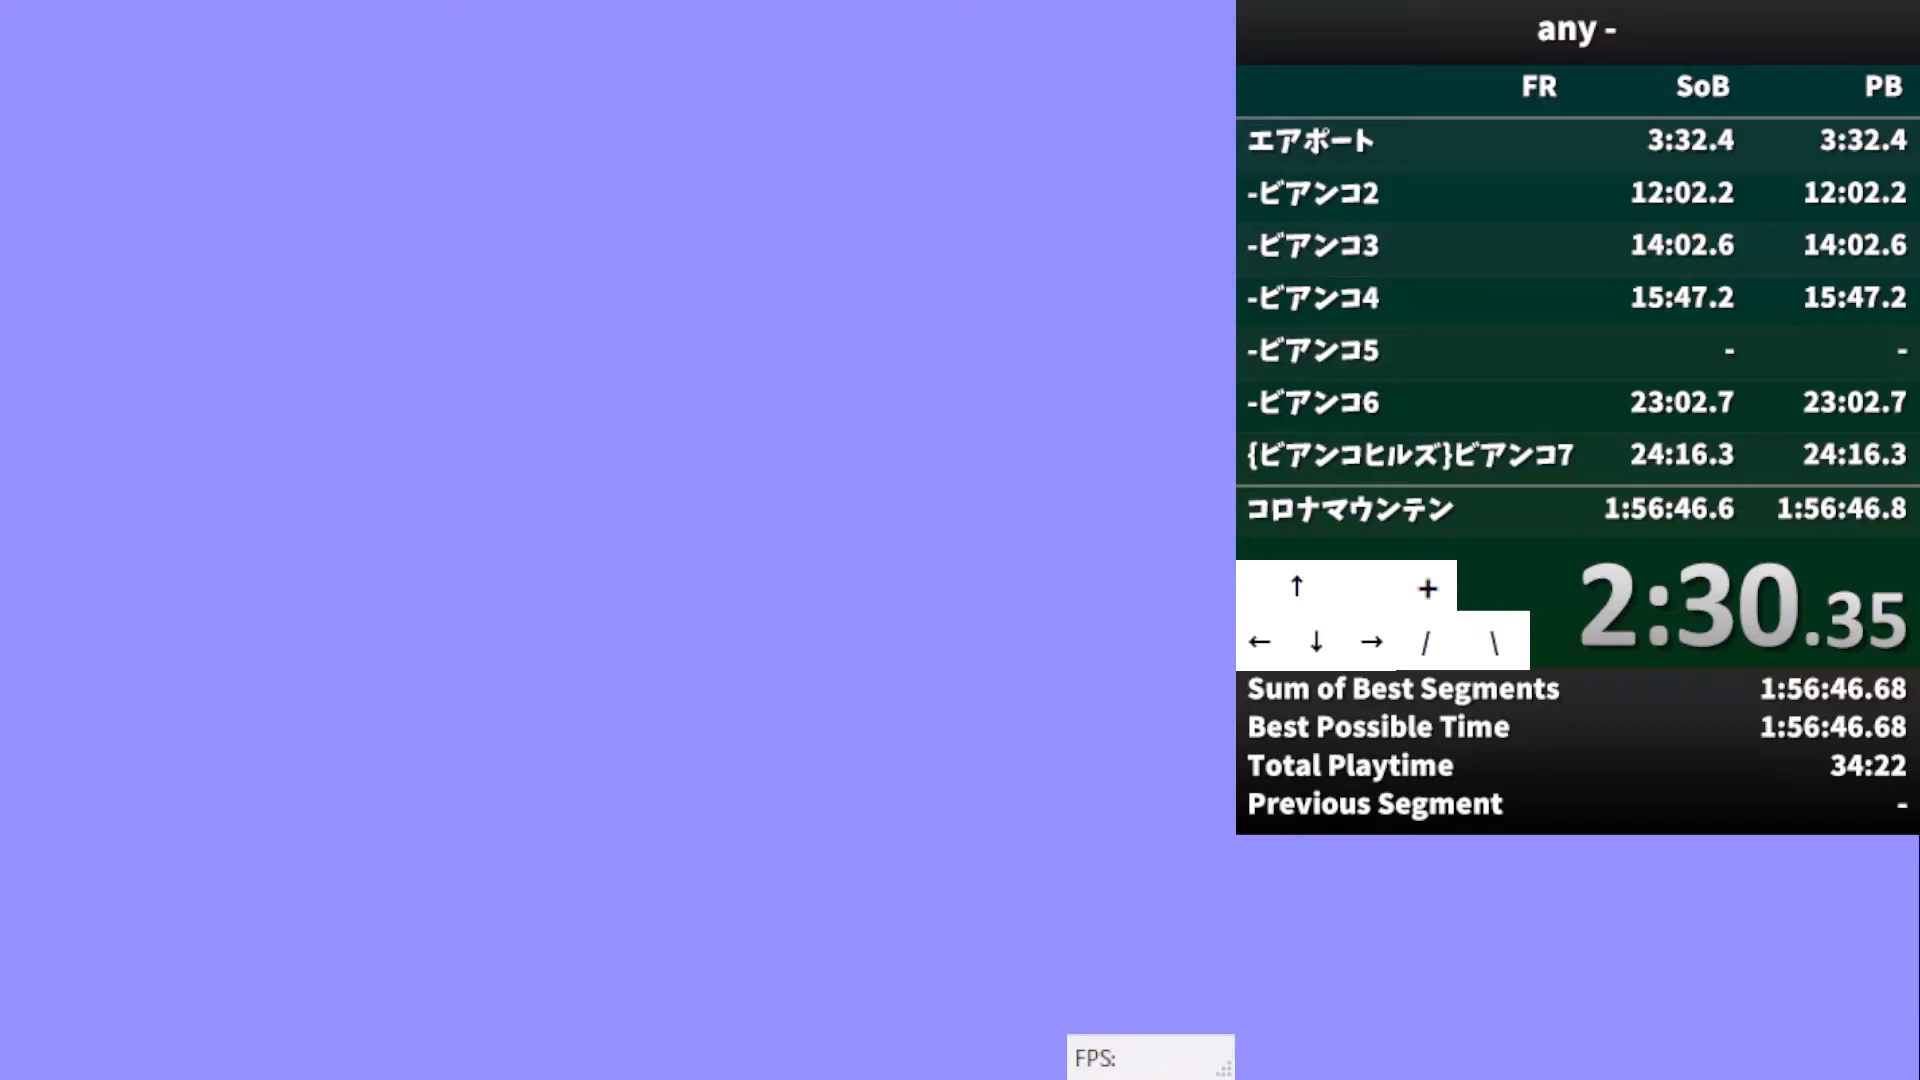 any -
FR SoB PB
エアポート 3:32.4 3:32.4
-ビアンコ2 12:02.2 12:02.2
-ビアンコ3 14:02.6 14:02.6
-ビアンコ4 15:47.2 15:47.2
-ビアンコ5 - -
-ビアンコ6 23:02.7 23:02.7
{ビアンコヒルズ}ビアンコ7 24:16.3 24:16.3
コロナマウンテン 1:56:46.6 1:56:46.8
↑ +
← ↓ → / \
2:30.35
Sum of Best Segments 1:56:46.68
Best Possible Time 1:56:46.68
Total Playtime 34:22
Previous Segment -
FPS: